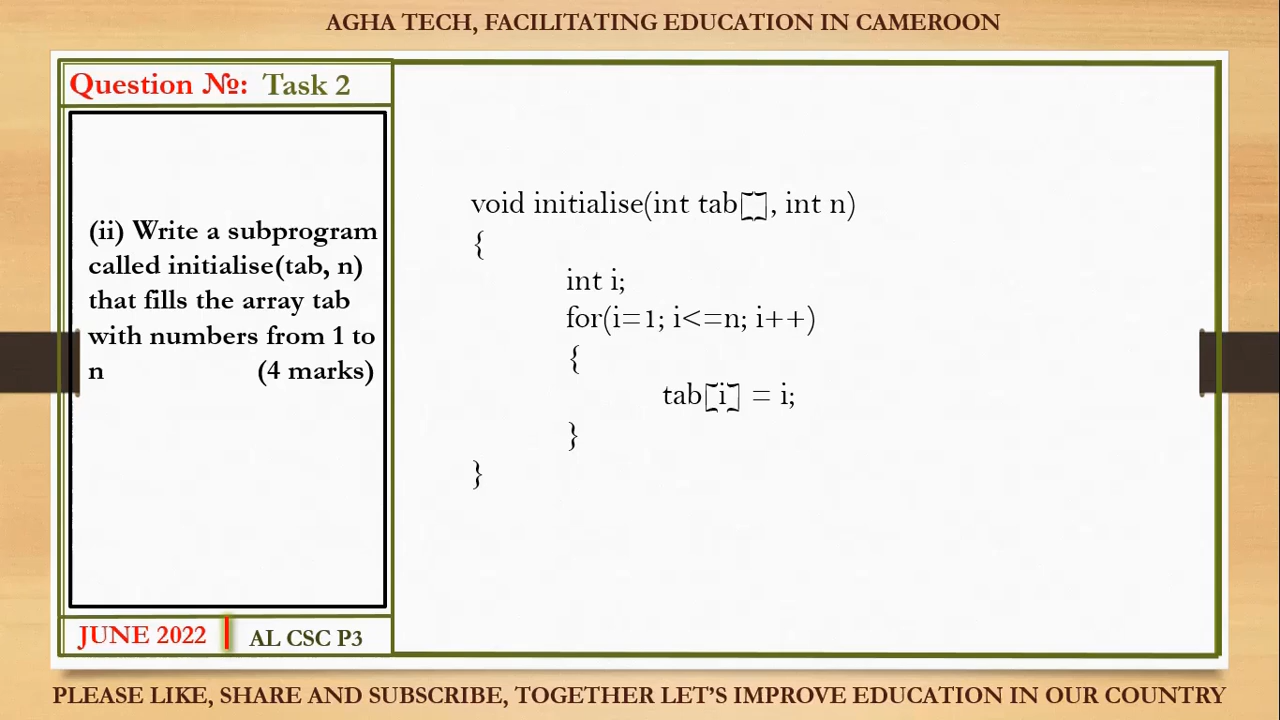 AGHA TECH, FACILITATING EDUCATION IN CAMEROON
Question №: Task 2
(ii) Write a subprogram
called initialise(tab, n)
that fills the array tab
with numbers from 1 to
n (4 marks)
JUNE 2022 AL CSC P3
void initialise(int tab[], int n)
{
int i;
for(i=1; i<=n; i++)
{
tab[i] = i;
}
}
PLEASE LIKE, SHARE AND SUBSCRIBE, TOGETHER LET'S IMPROVE EDUCATION IN OUR COUNTRY